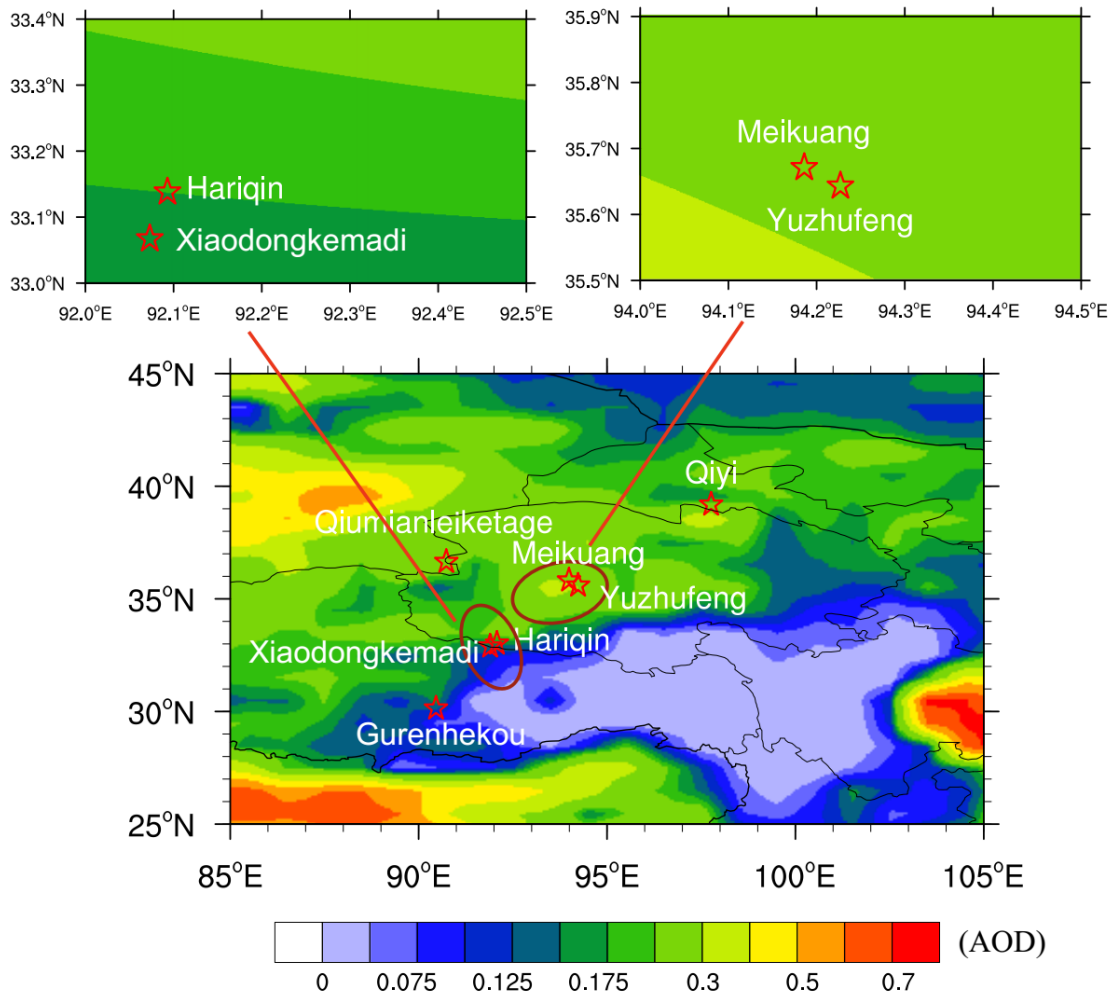 33.4°N
33.3°N
33.2°N
33.1°N
33.0°N
92.0°E 92.1°E 92.2°E 92.3°E 92.4°E 92.5°E
Hariqin
Xiaodongkemadi
35.9°N
35.8°N
35.7°N
35.6°N
35.5°N
94.0°E 94.1°E 94.2°E 94.3°E 94.4°E 94.5°E
Meikuang
Yuzhufeng
45°N
40°N
35°N
30°N
25°N
85°E 90°E 95°E 100°E 105°E
Qiyi
Qiumianleiketage
Meikuang
Yuzhufeng
Hariqin
Xiaodongkemadi
Gurenhekou
0 0.075 0.125 0.175 0.3 0.5 0.7
(AOD)